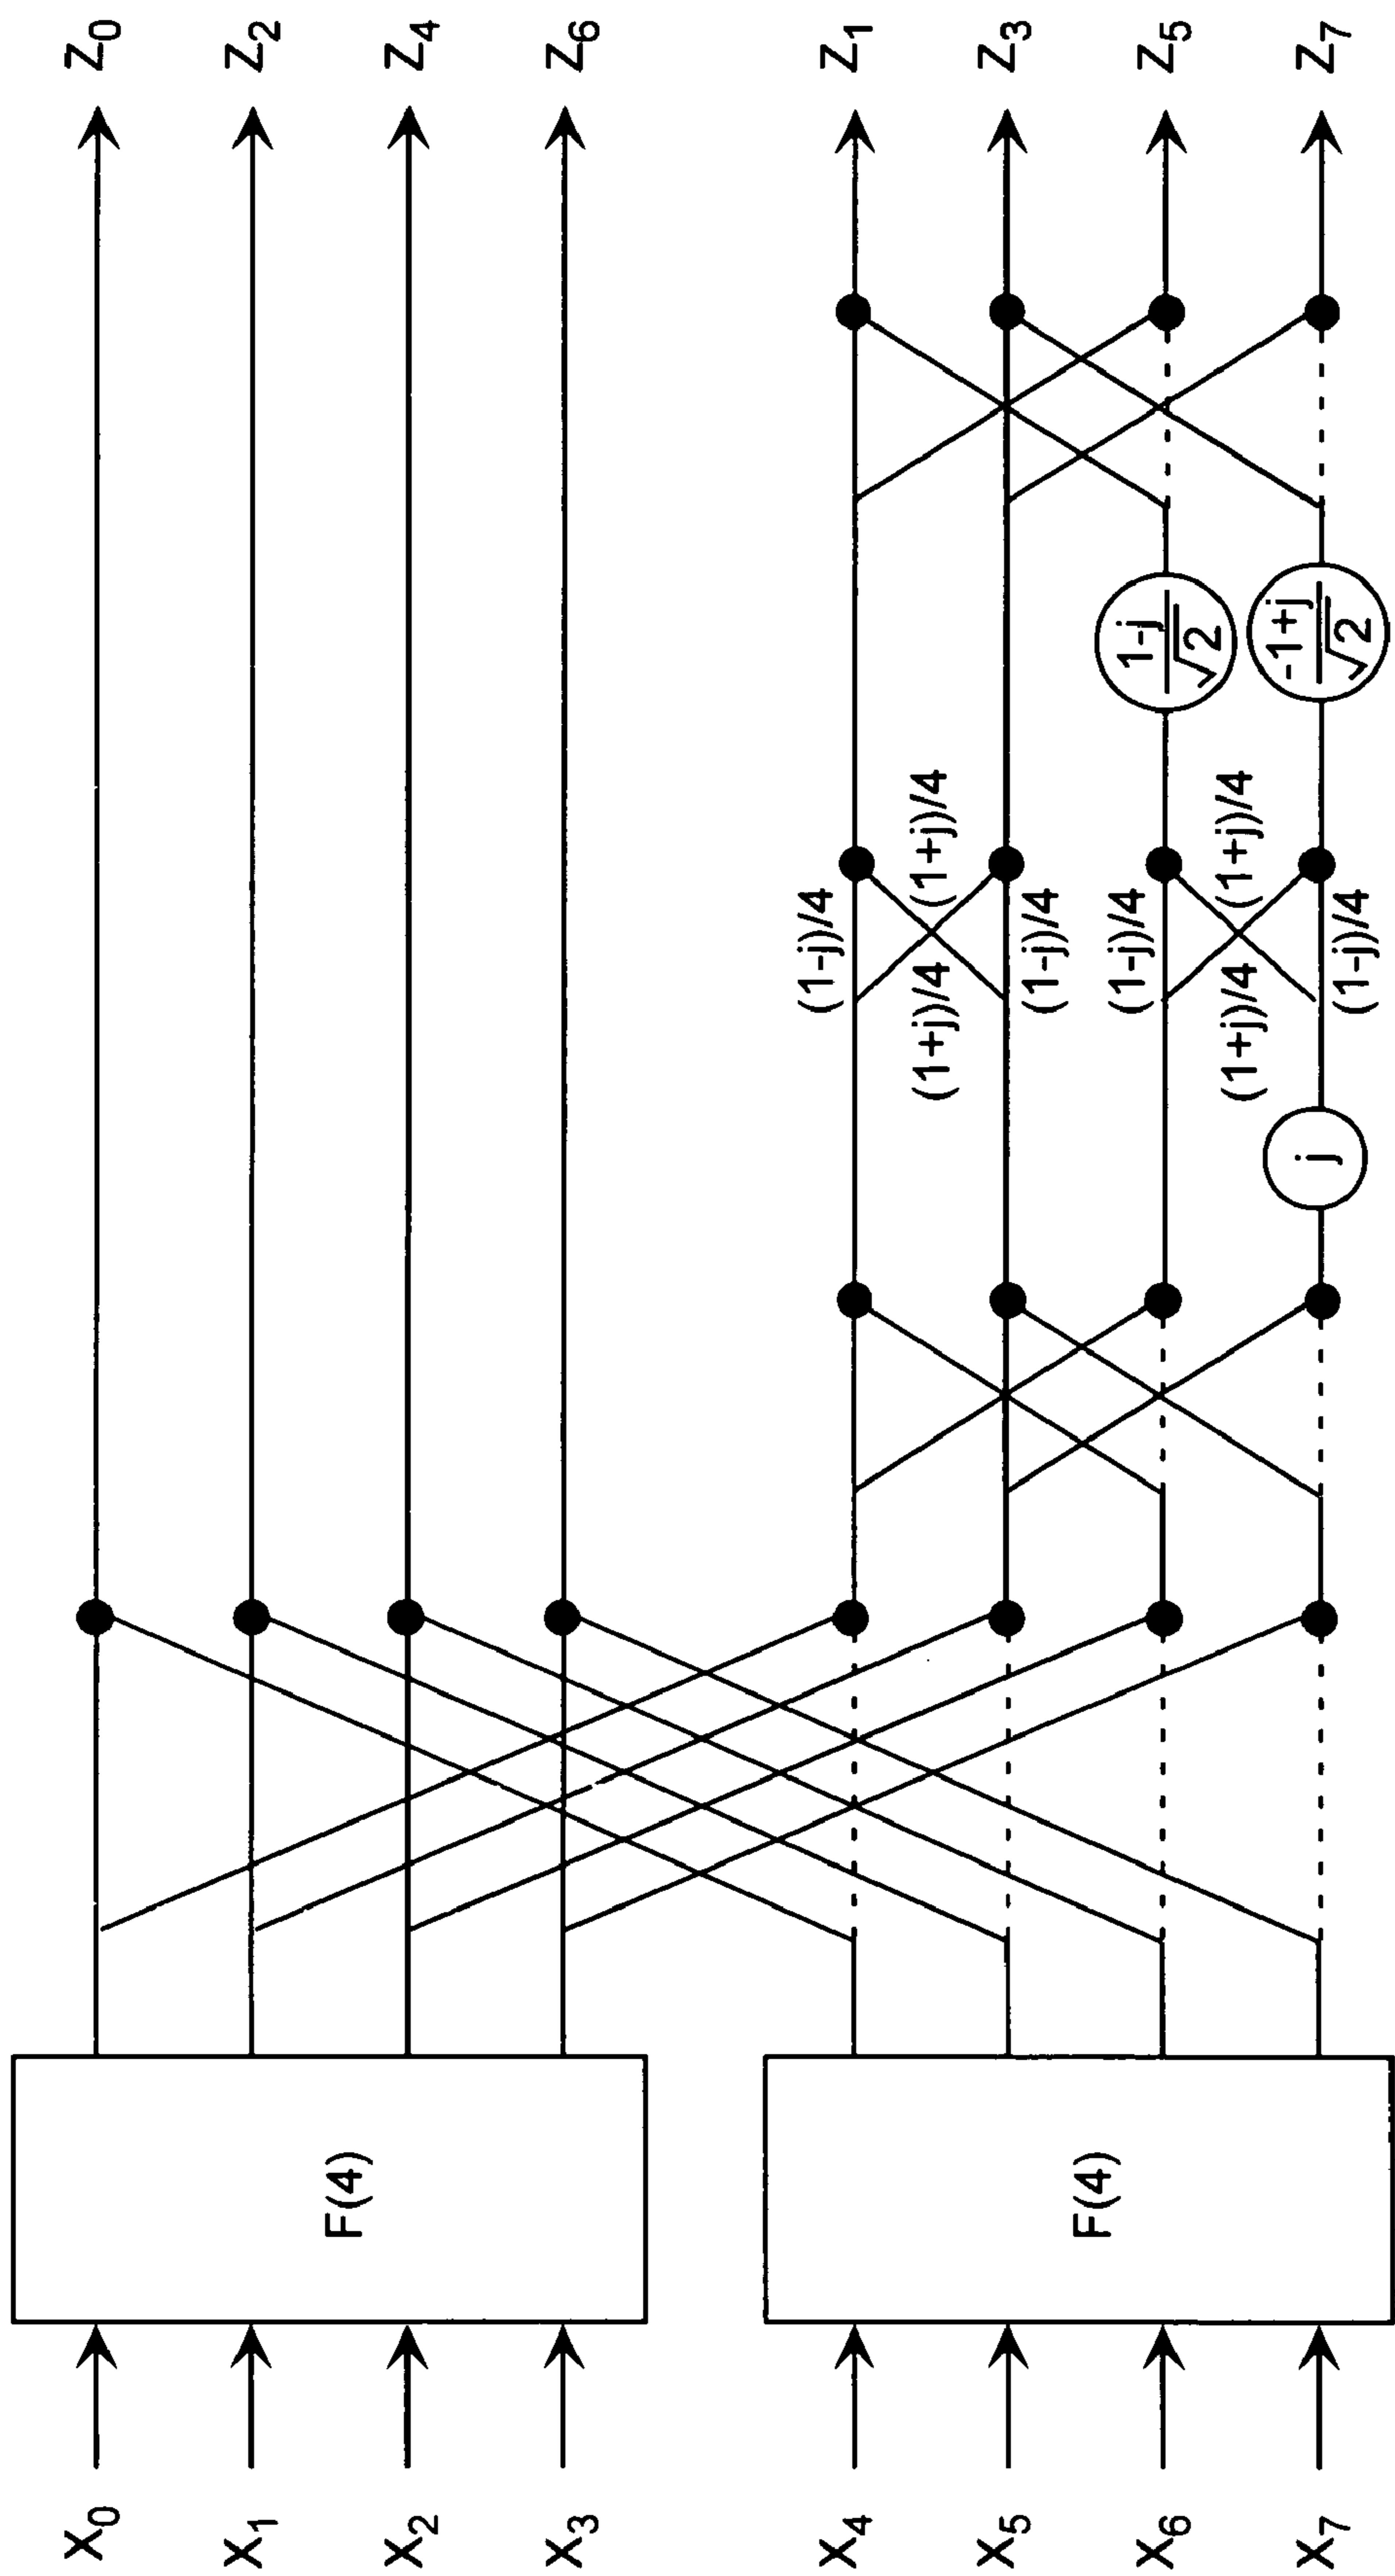 X0
X1
X2
X3
X4
X5
X6
X7
F(4)
F(4)
j
(1-j)/4
(1+j)/4
(1+j)/4
(1-j)/4
(1-j)/4
(1+j)/4
(1+j)/4
(1-j)/4
1-j
√2
-1+j
√2
Z0
Z2
Z4
Z6
Z1
Z3
Z5
Z7